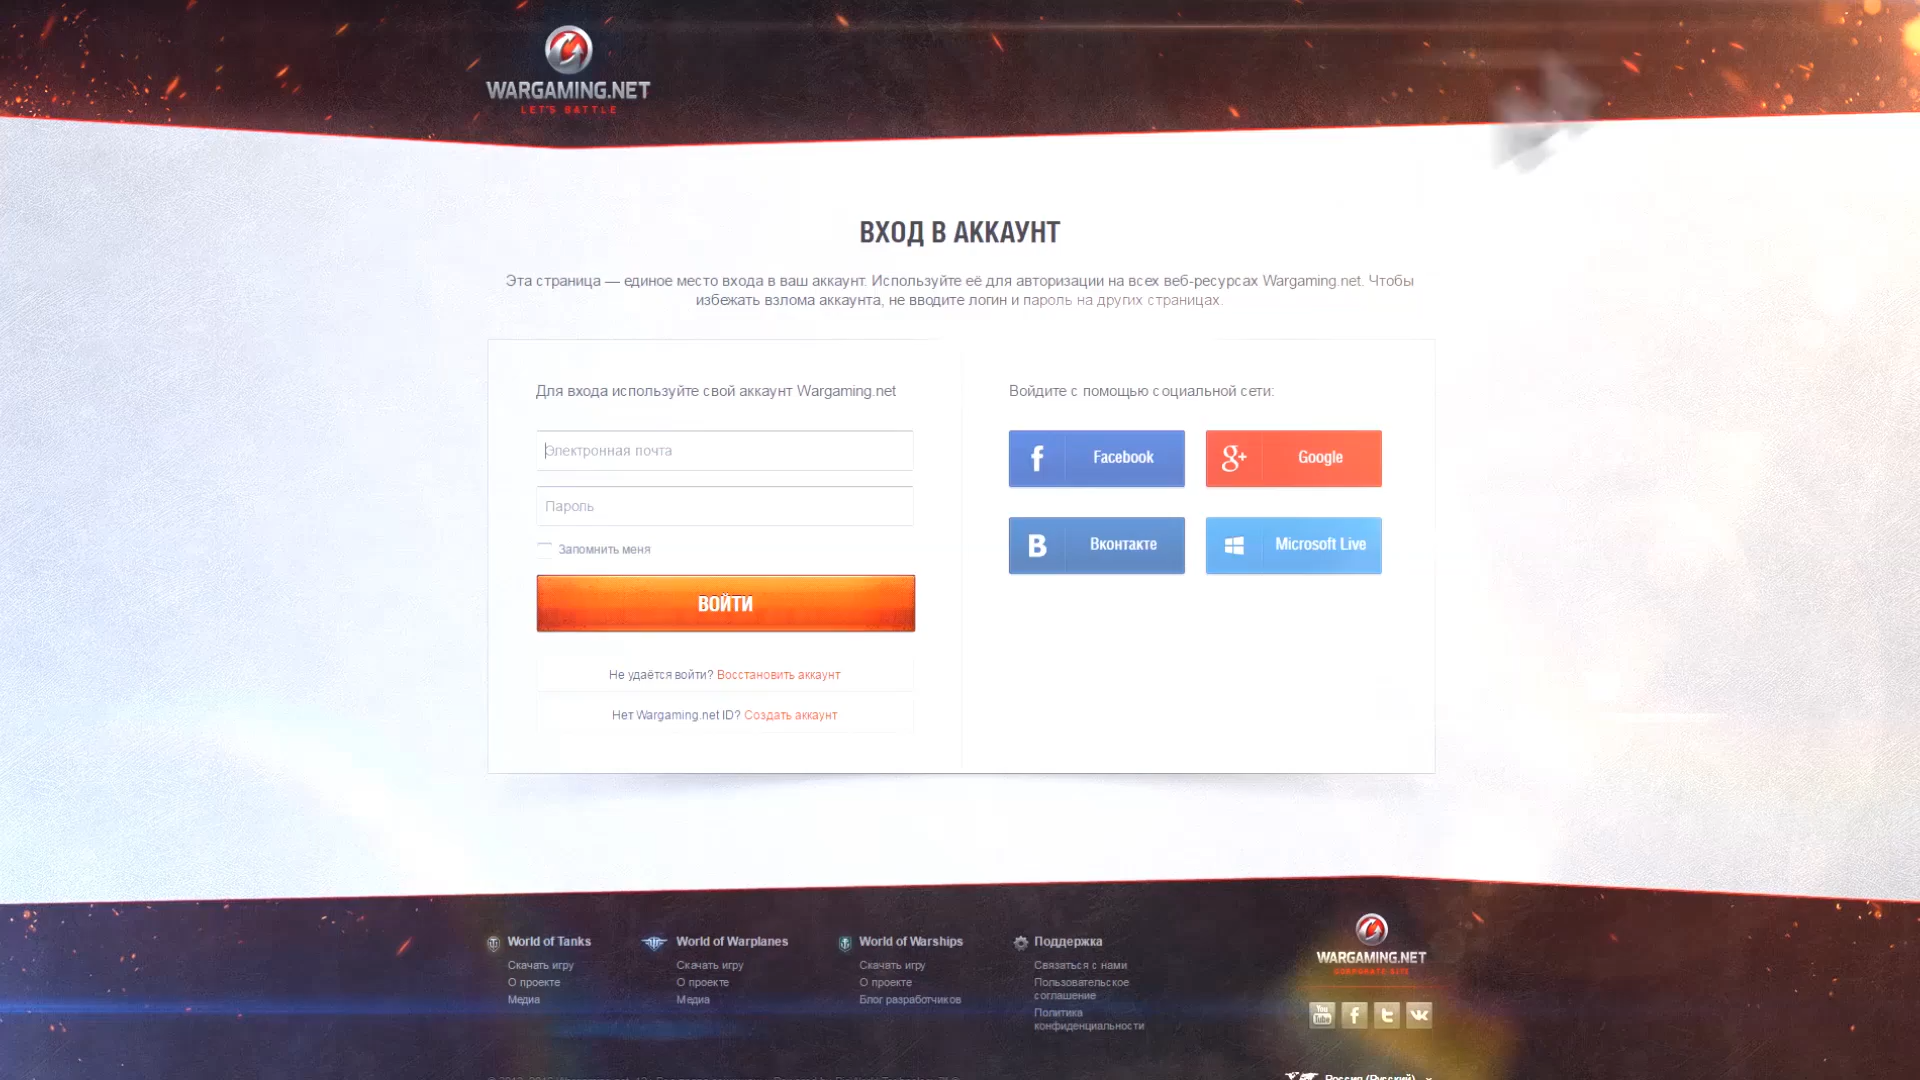 WARGAMING.NET
LET'S BATTLE
ВХОД В АККАУНТ
Эта страница — единое место входа в ваш аккаунт. Используйте её для авторизации на всех веб-ресурсах Wargaming.net. Чтобы
избежать взлома аккаунта, не вводите логин и пароль на других страницах.
Для входа используйте свой аккаунт Wargaming.net
Электронная почта
Пароль
Запомнить меня
ВОЙТИ
Не удаётся войти? Восстановить аккаунт
Нет Wargaming.net ID? Создать аккаунт
Войдите с помощью социальной сети:
Facebook
Google
Вконтакте
Microsoft Live
World of Tanks
Скачать игру
О проекте
Медиа
World of Warplanes
Скачать игру
О проекте
Медиа
World of Warships
Скачать игру
О проекте
Блог разработчиков
Поддержка
Связаться с нами
Пользовательское
соглашение
Политика
конфиденциальности
WARGAMING.NET
CORPORATE SITE
You Tube
Россия (Русский)